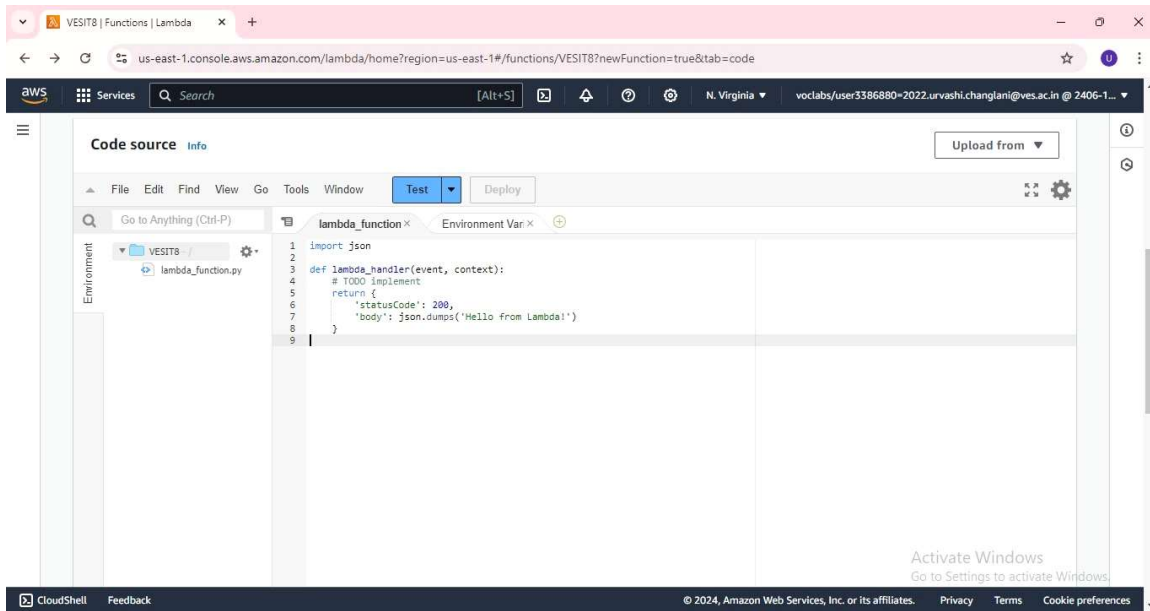 VESIT8 | Functions | Lambda
us-east-1.console.aws.amazon.com/lambda/home?region=us-east-1#/functions/VESIT8?newFunction=true&tab=code
U
aws Services Search [Alt+S] N. Virginia voclabs/user3386880=2022.urvashi.changlani@ves.ac.in @ 2406-1...
Code source Info Upload from
File Edit Find View Go Tools Window Test Deploy
Go to Anything (Ctrl-P) lambda_function × Environment Vari ×
Environment
VESIT8 - /
lambda_function.py
1 import json
2
3 def lambda_handler(event, context):
4 # TODO implement
5 return {
6 'statusCode': 200,
7 'body': json.dumps('Hello from Lambda!')
8 }
9
Activate Windows
Go to Settings to activate Windows.
CloudShell Feedback © 2024, Amazon Web Services, Inc. or its affiliates. Privacy Terms Cookie preferences